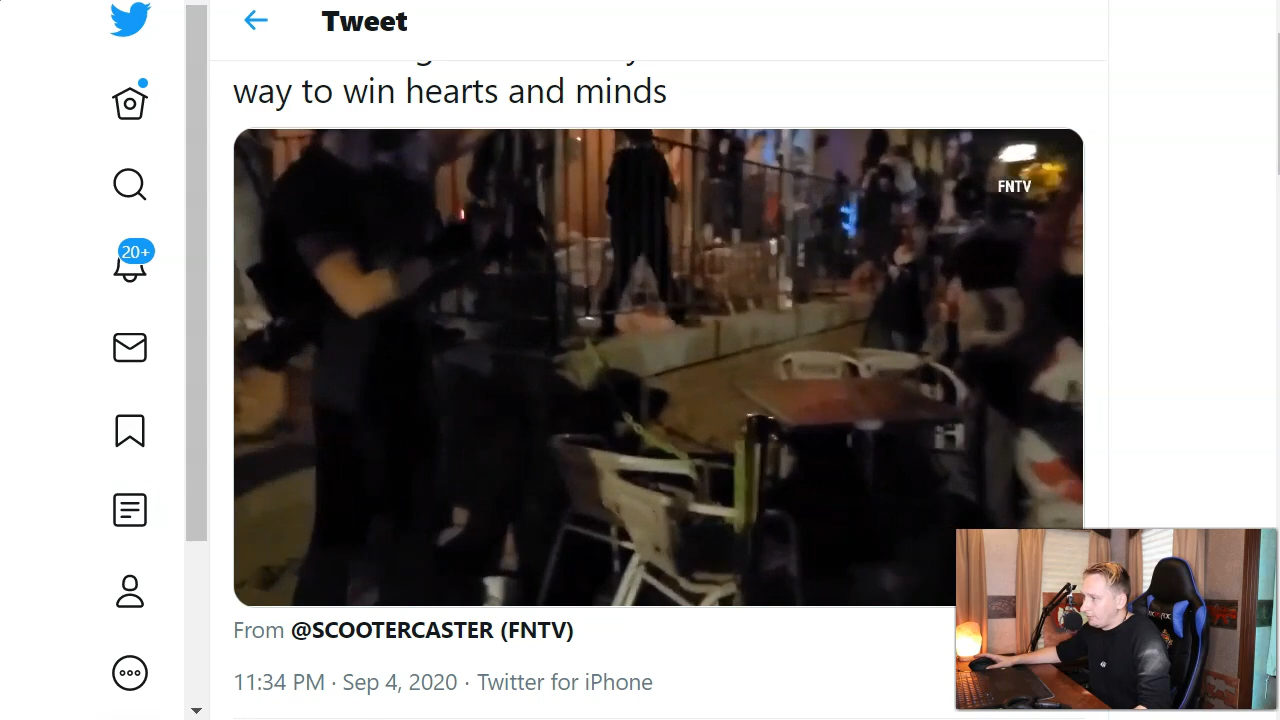 Tweet
way to win hearts and minds
FNTV
20+
From @SCOOTERCASTER (FNTV)
11:34 PM · Sep 4, 2020 · Twitter for iPhone